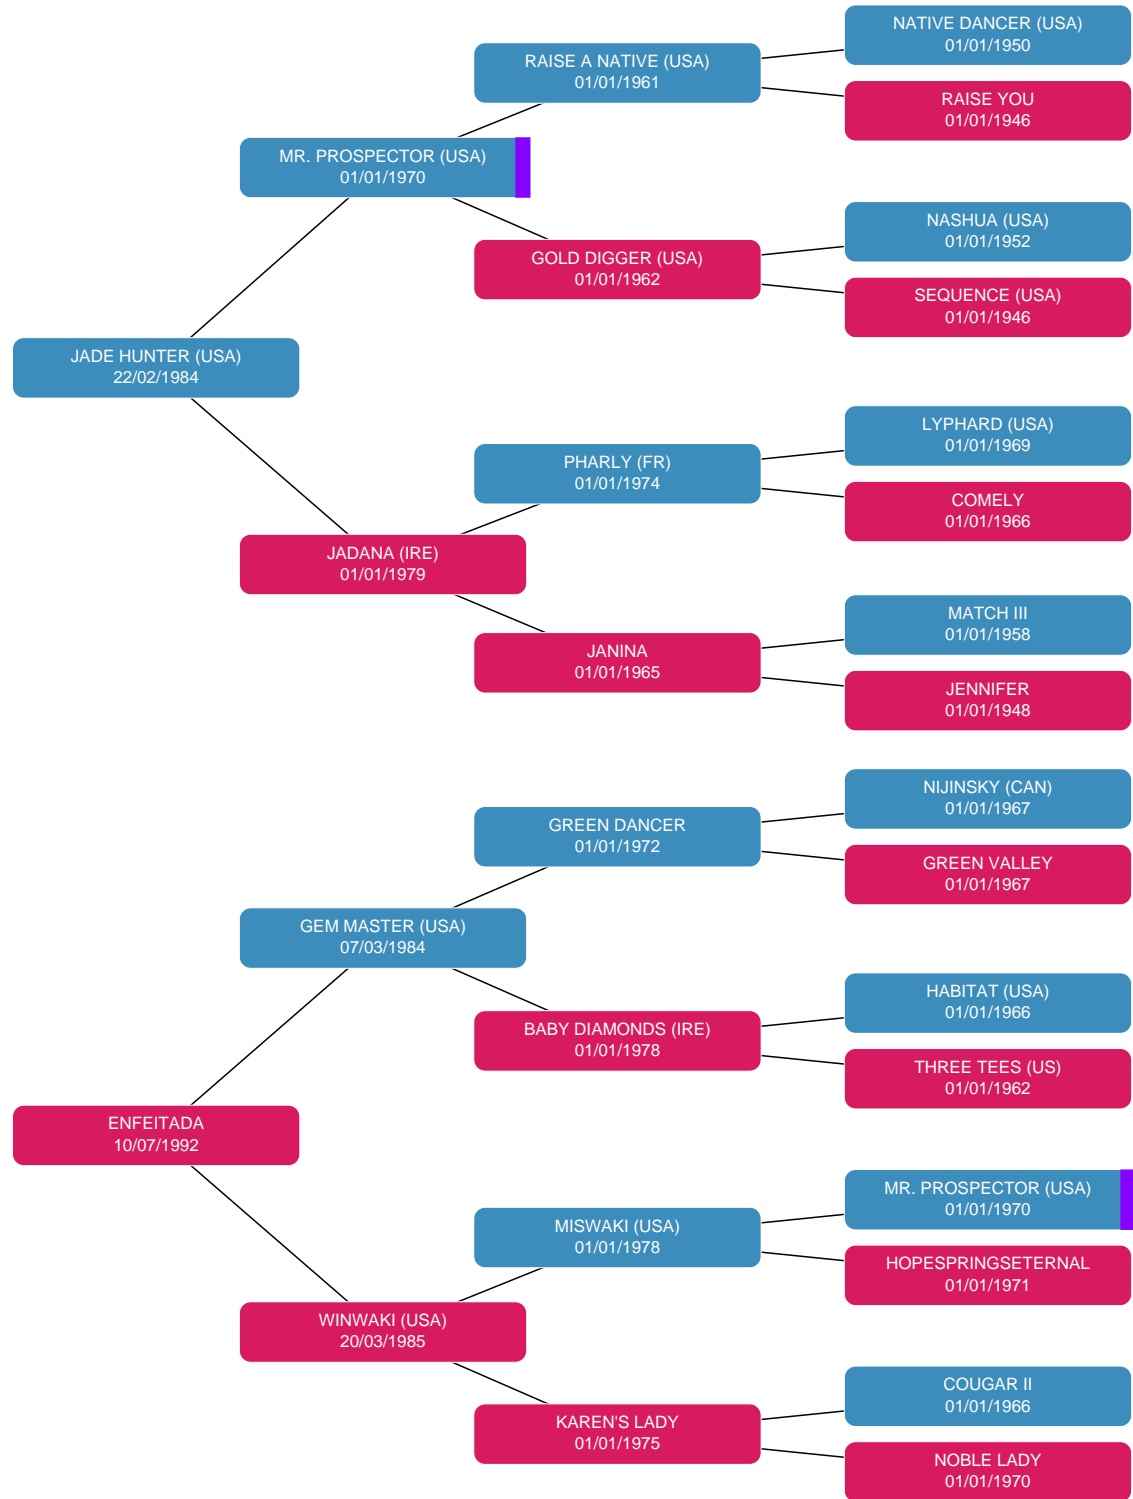 NATIVE DANCER (USA)
01/01/1950
RAISE A NATIVE (USA)
01/01/1961
RAISE YOU
01/01/1946
MR. PROSPECTOR (USA)
01/01/1970
NASHUA (USA)
01/01/1952
GOLD DIGGER (USA)
01/01/1962
SEQUENCE (USA)
01/01/1946
JADE HUNTER (USA)
22/02/1984
LYPHARD (USA)
01/01/1969
PHARLY (FR)
01/01/1974
COMELY
01/01/1966
JADANA (IRE)
01/01/1979
MATCH III
01/01/1958
JANINA
01/01/1965
JENNIFER
01/01/1948
NIJINSKY (CAN)
01/01/1967
GREEN DANCER
01/01/1972
GREEN VALLEY
01/01/1967
GEM MASTER (USA)
07/03/1984
HABITAT (USA)
01/01/1966
BABY DIAMONDS (IRE)
01/01/1978
THREE TEES (US)
01/01/1962
ENFEITADA
10/07/1992
MR. PROSPECTOR (USA)
01/01/1970
MISWAKI (USA)
01/01/1978
HOPESPRINGSETERNAL
01/01/1971
WINWAKI (USA)
20/03/1985
COUGAR II
01/01/1966
KAREN'S LADY
01/01/1975
NOBLE LADY
01/01/1970